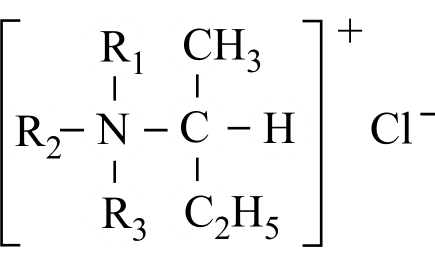 [ R₁ CH₃ ]⁺
R₂– N – C – H Cl⁻
R₃ C₂H₅